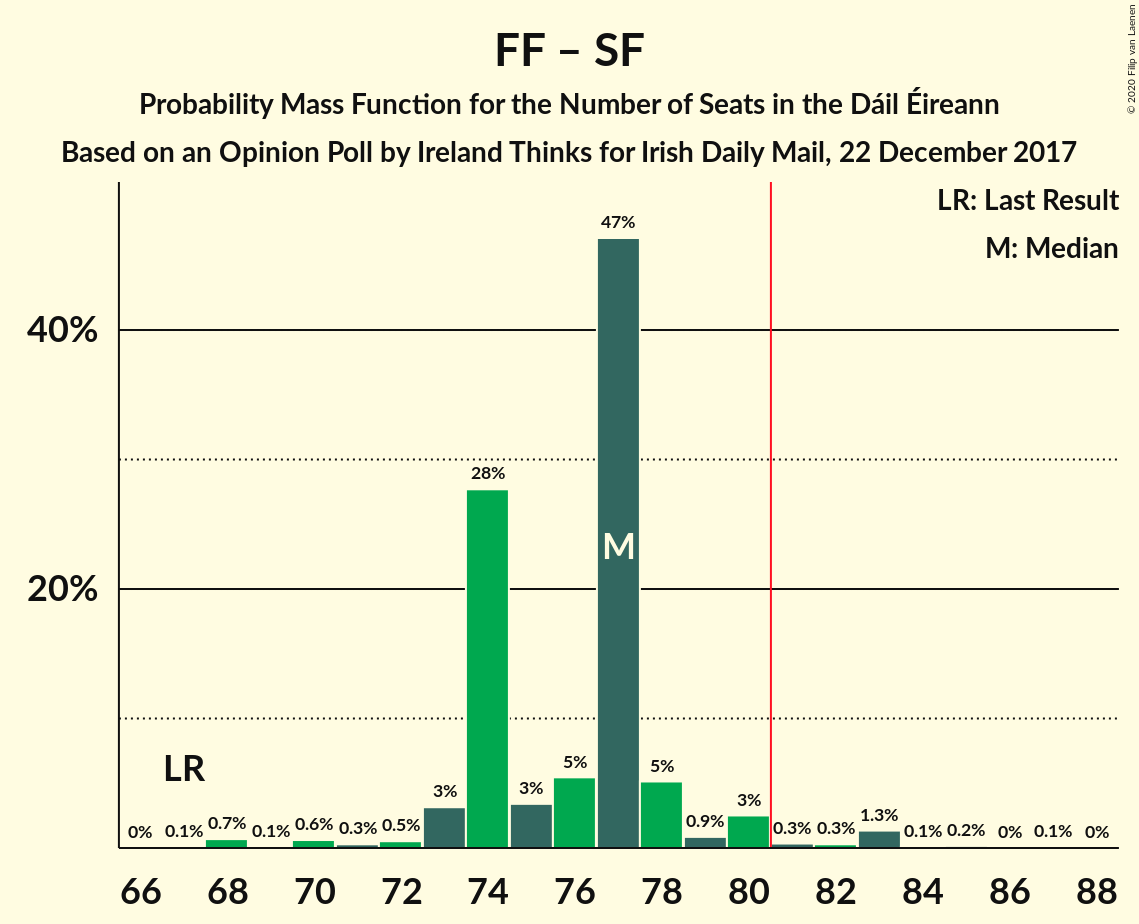 FF – SF
Probability Mass Function for the Number of Seats in the Dáil Éireann
Based on an Opinion Poll by Ireland Thinks for Irish Daily Mail, 22 December 2017
© 2020 Filip van Laenen
LR: Last Result
M: Median
40%
20%
LR
M
0%
0.1%
0.7%
0.1%
0.6%
0.3%
0.5%
3%
28%
3%
5%
47%
5%
0.9%
3%
0.3%
0.3%
1.3%
0.1%
0.2%
0%
0.1%
0%
66 68 70 72 74 76 78 80 82 84 86 88